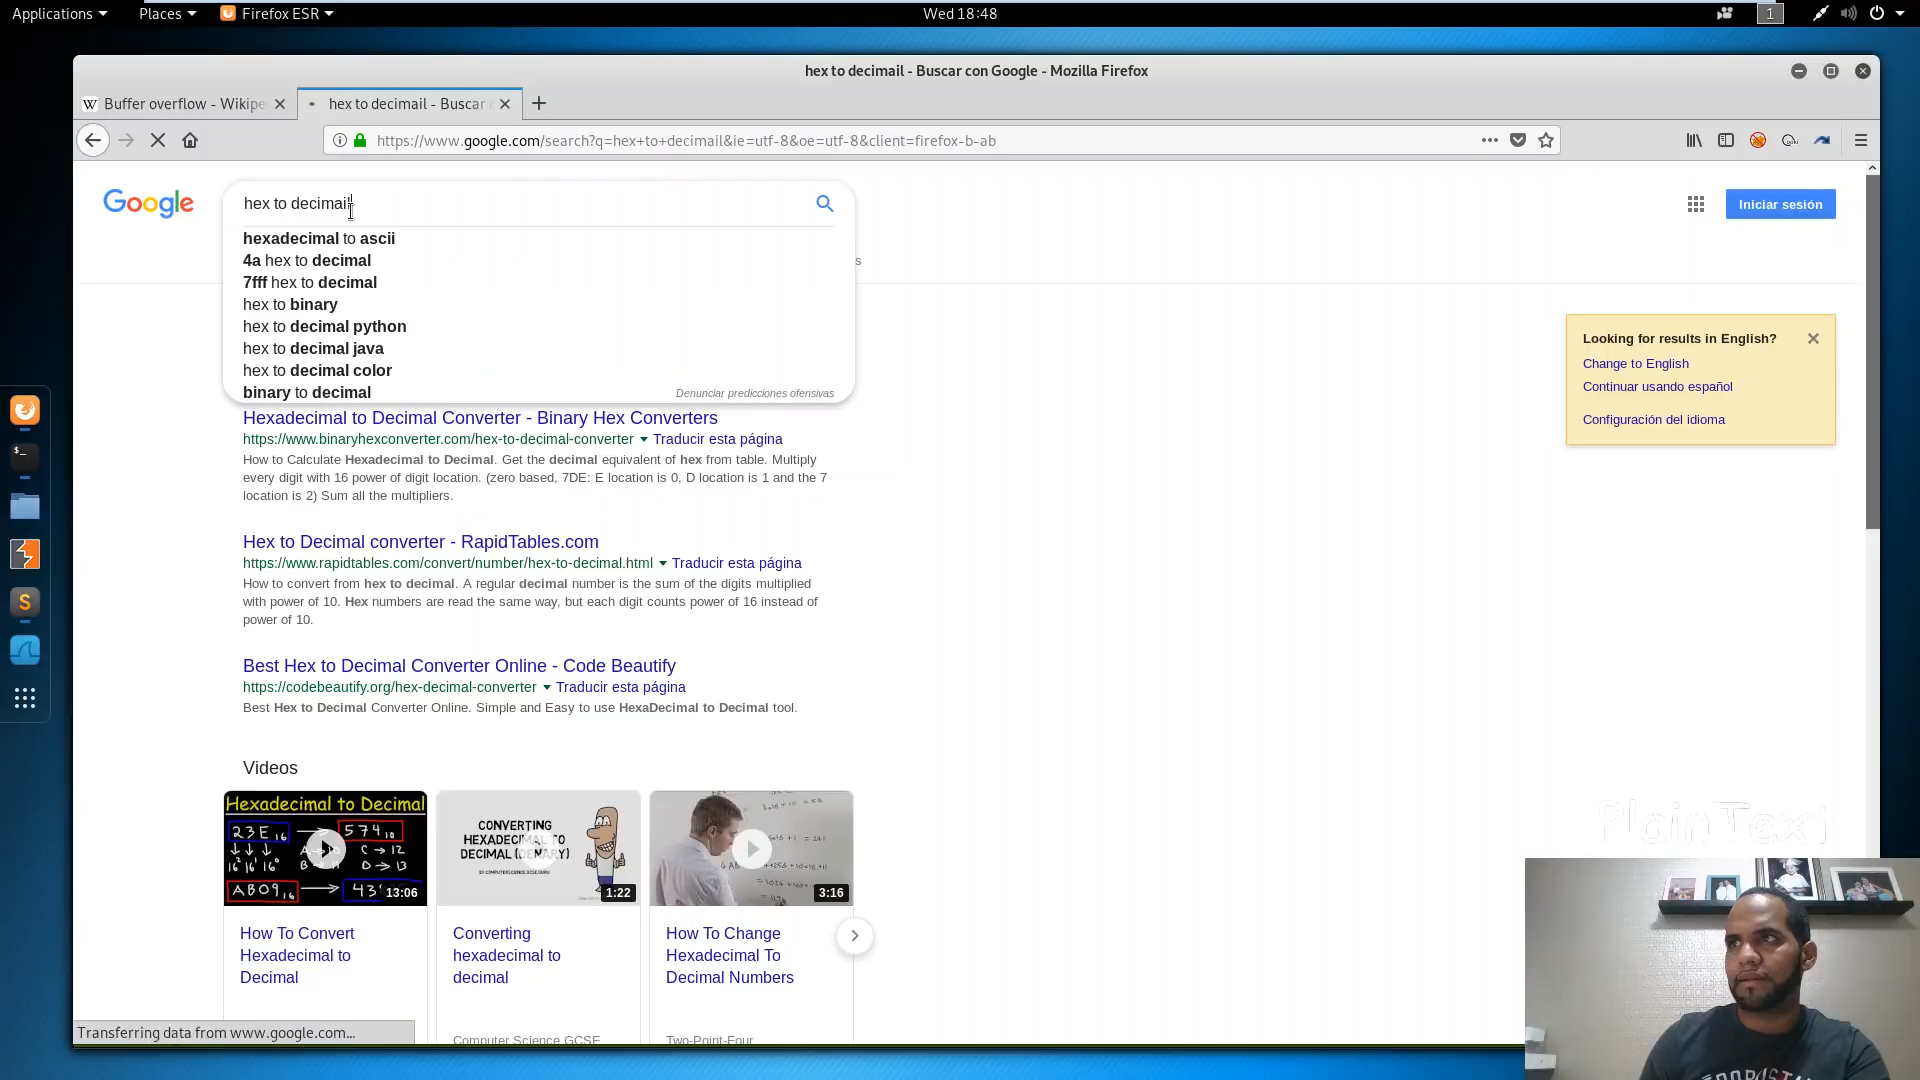 Applications
Places
Firefox ESR
Wed 18:48
1
hex to decimail - Buscar con Google - Mozilla Firefox
Buffer overflow - Wikipe
hex to decimail - Buscar
https://www.google.com/search?q=hex+to+decimail&ie=utf-8&oe=utf-8&client=firefox-b-ab
Google
hex to decimail
Iniciar sesión
hexadecimal to ascii
4a hex to decimal
7fff hex to decimal
hex to binary
hex to decimal python
hex to decimal java
hex to decimal color
binary to decimal
Denunciar predicciones ofensivas
s
Looking for results in English?
Change to English
Continuar usando español
Configuración del idioma
Hexadecimal to Decimal Converter - Binary Hex Converters
https://www.binaryhexconverter.com/hex-to-decimal-converter
Traducir esta página
How to Calculate Hexadecimal to Decimal. Get the decimal equivalent of hex from table. Multiply
every digit with 16 power of digit location. (zero based, 7DE: E location is 0, D location is 1 and the 7
location is 2) Sum all the multipliers.
Hex to Decimal converter - RapidTables.com
https://www.rapidtables.com/convert/number/hex-to-decimal.html
Traducir esta página
How to convert from hex to decimal. A regular decimal number is the sum of the digits multiplied
with power of 10. Hex numbers are read the same way, but each digit counts power of 16 instead of
power of 10.
Best Hex to Decimal Converter Online - Code Beautify
https://codebeautify.org/hex-decimal-converter
Traducir esta página
Best Hex to Decimal Converter Online. Simple and Easy to use HexaDecimal to Decimal tool.
Videos
Hexadecimal to Decimal
23E16
57410
C → 12
D → 13
16² 16¹ 16⁰
AB0916
13:06
CONVERTING
HEXADECIMAL TO
DECIMAL (DENARY)
1:22
3:16
How To Convert
Hexadecimal to
Decimal
Converting
hexadecimal to
decimal
How To Change
Hexadecimal To
Decimal Numbers
Computer Science GCSE
Two-Point-Four
Transferring data from www.google.com...
PlainText